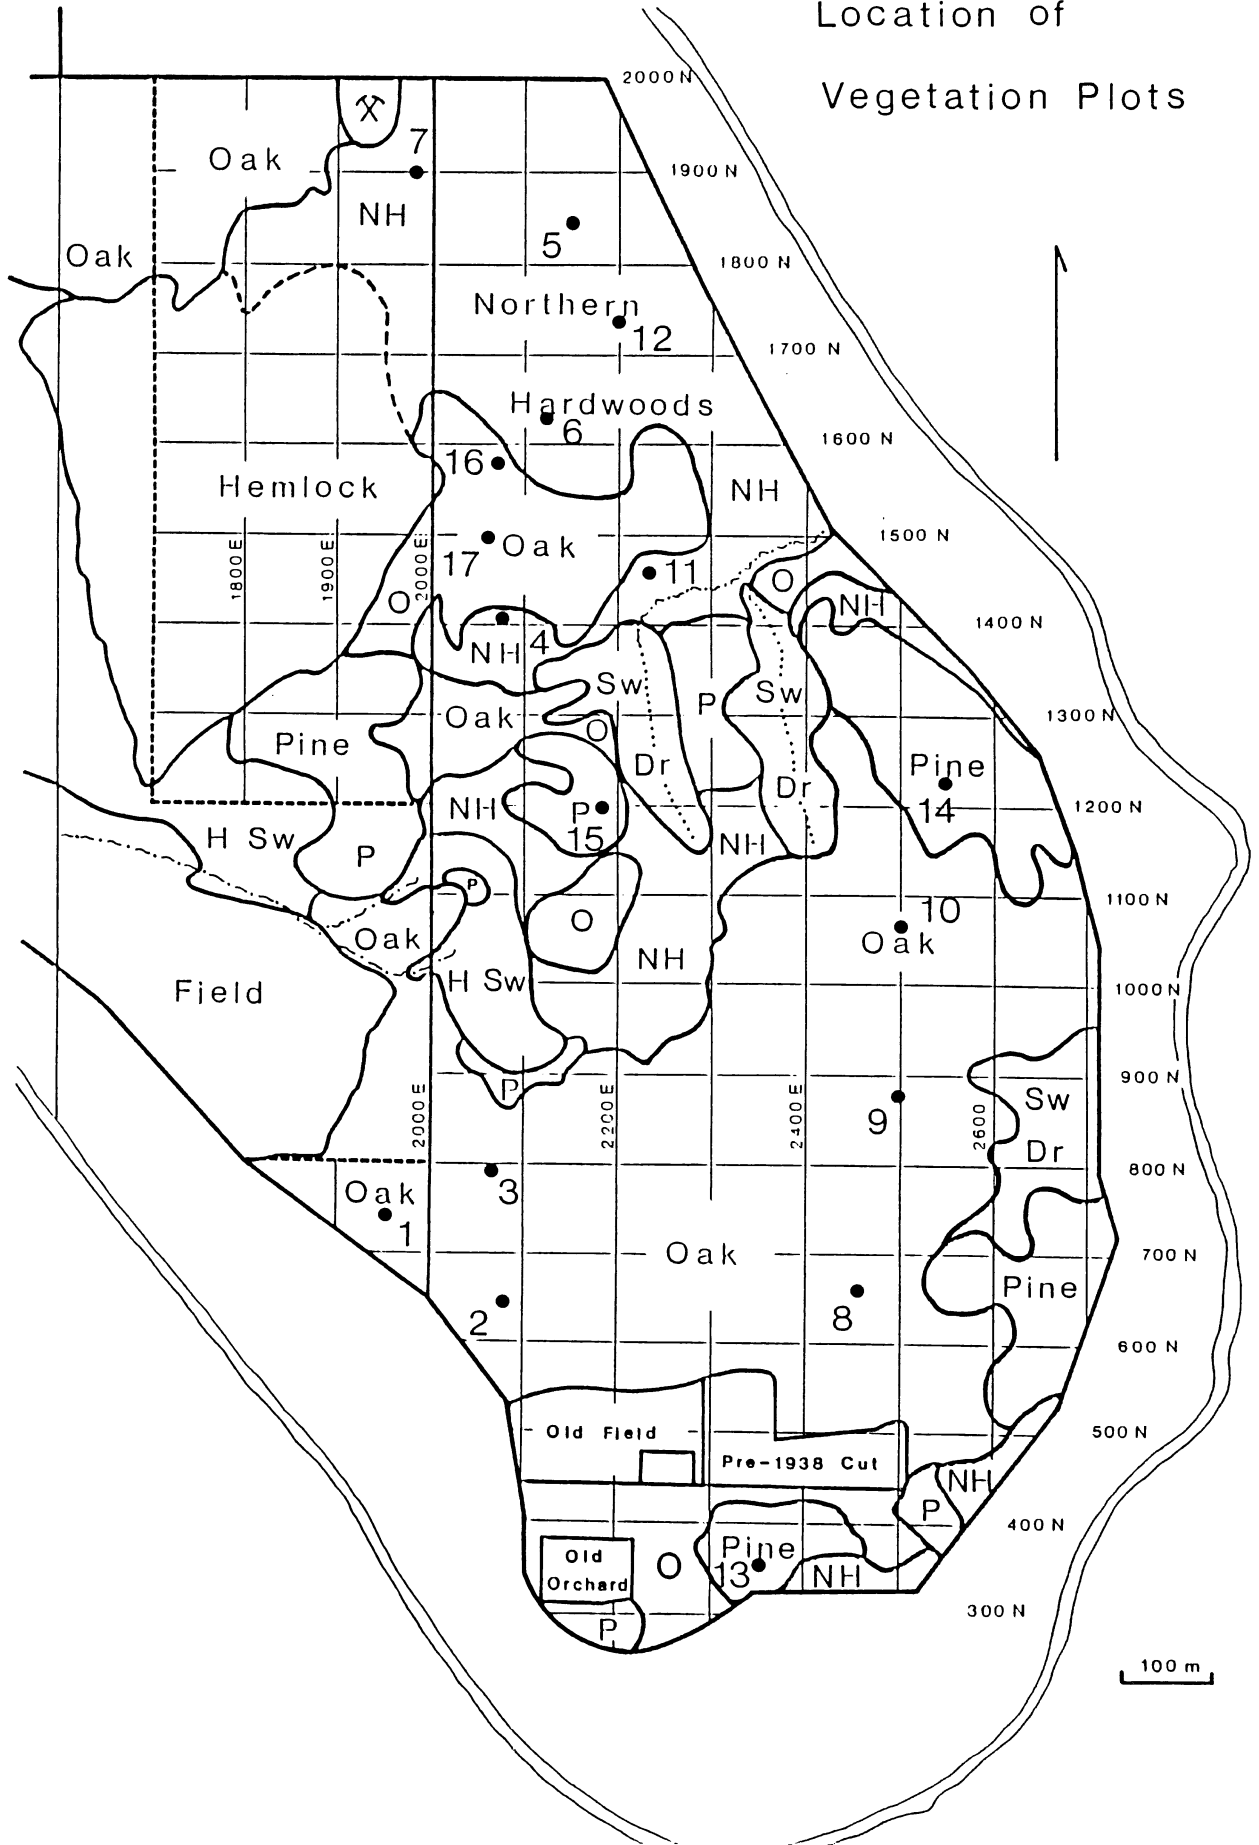 Location of
Vegetation Plots
2000 N
Oak
7
1900 N
NH
5
Oak
1800 N
Northern
12
1700 N
Hardwoods
6
1600 N
16
Hemlock
NH
1500 N
1800 E
1900 E
2000 E
17
Oak
11
O
O
NH
1400 N
NH
4
Sw
P
Sw
1300 N
Oak
O
Pine
Dr
Dr
Pine
14
1200 N
NH
P
15
H Sw
P
NH
P
1100 N
10
O
Oak
Oak
NH
H Sw
Field
1000 N
P
900 N
Sw
2000 E
2200 E
2400 E
2600
9
Dr
800 N
3
Oak
1
Oak
700 N
Pine
2
8
600 N
Old Field
500 N
Pre-1938 Cut
NH
P
400 N
Old
Orchard
O
Pine
13
NH
300 N
P
100 m